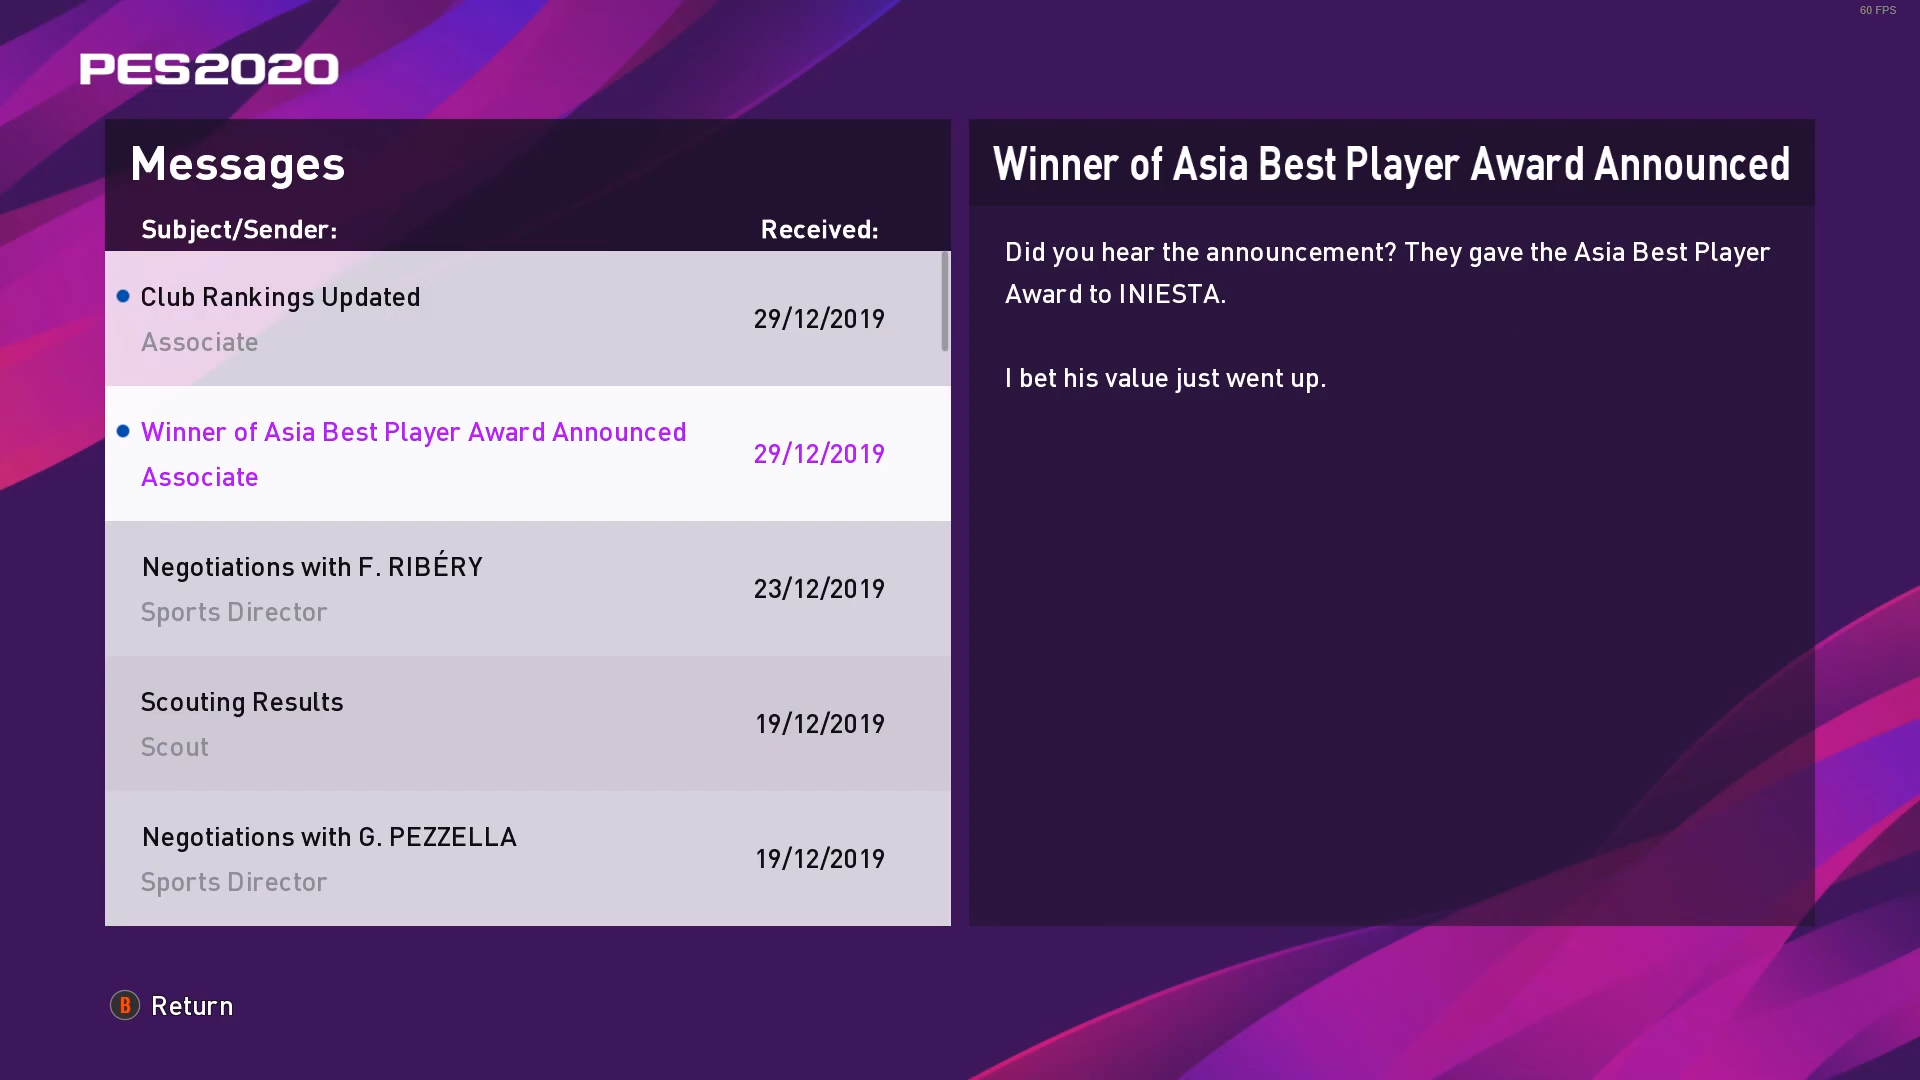 60 FPS
PES2020
Messages
Subject/Sender:
Received:
Club Rankings Updated
Associate
29/12/2019
Winner of Asia Best Player Award Announced
Associate
29/12/2019
Negotiations with F. RIBÉRY
Sports Director
23/12/2019
Scouting Results
Scout
19/12/2019
Negotiations with G. PEZZELLA
Sports Director
19/12/2019
Winner of Asia Best Player Award Announced
Did you hear the announcement? They gave the Asia Best Player
Award to INIESTA.
I bet his value just went up.
B Return